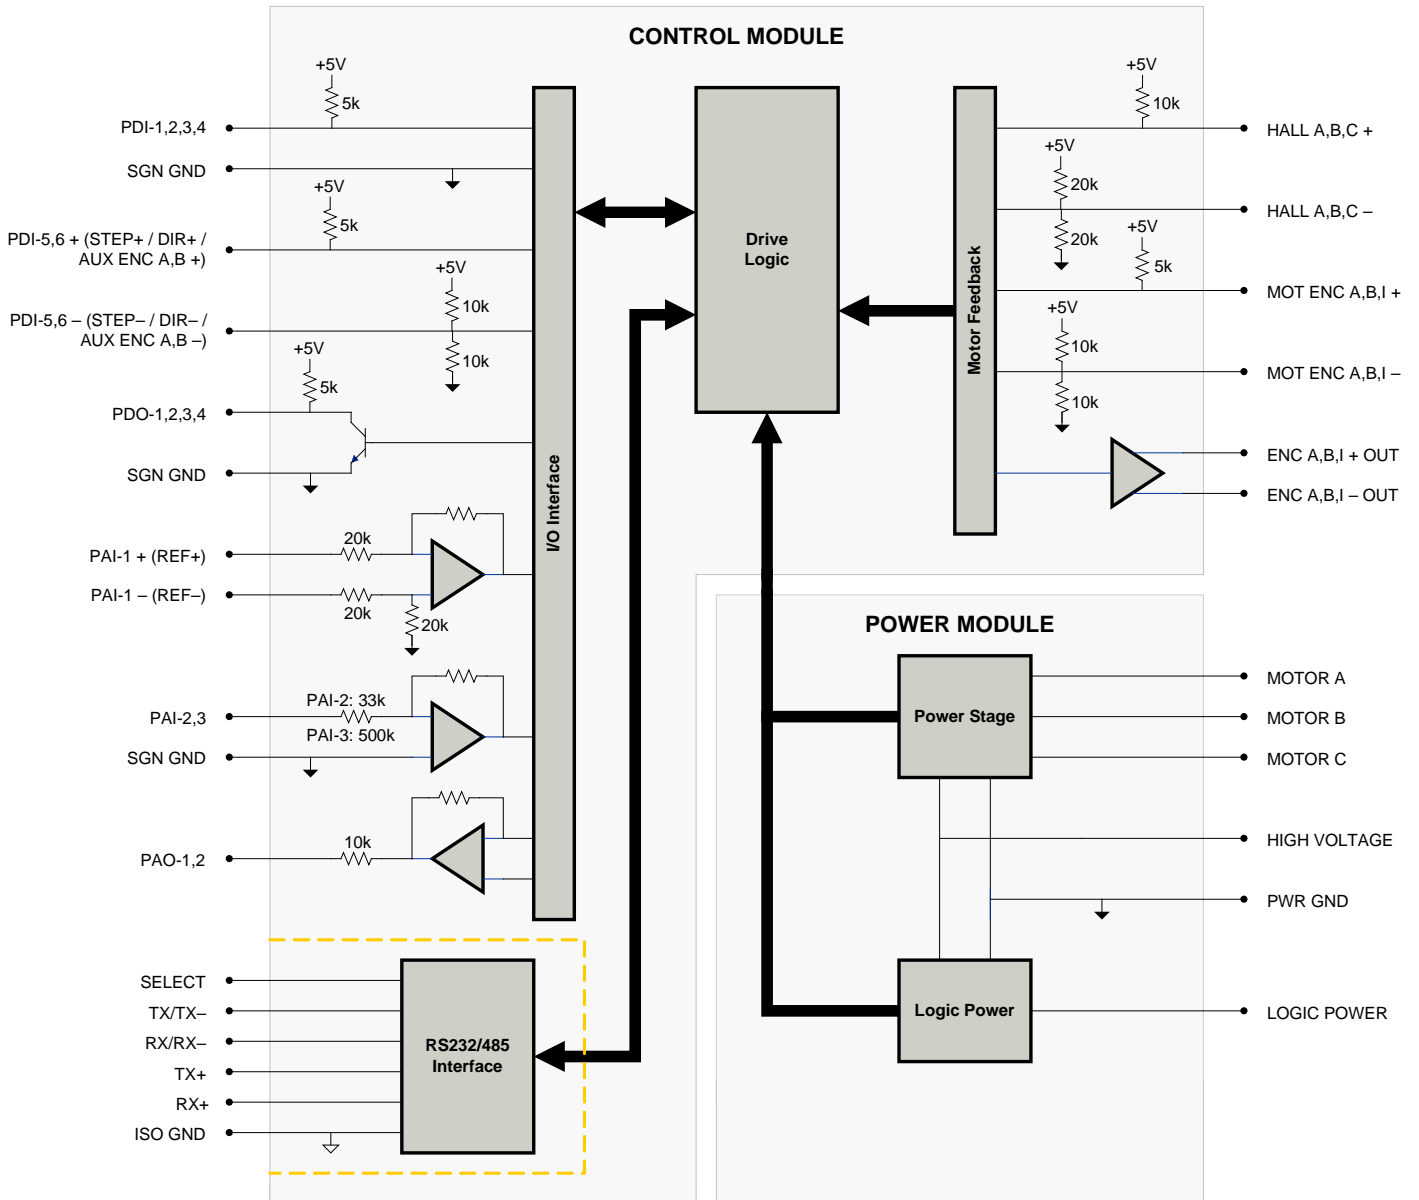 CONTROL MODULE
+5V
5k
PDI-1,2,3,4
SGN GND
+5V
5k
PDI-5,6 + (STEP+ / DIR+ /
AUX ENC A,B +)
+5V
10k
PDI-5,6 – (STEP– / DIR– /
AUX ENC A,B –)
10k
+5V
5k
PDO-1,2,3,4
SGN GND
PAI-1 + (REF+)
20k
PAI-1 – (REF–)
20k
20k
PAI-2,3
PAI-2: 33k
PAI-3: 500k
SGN GND
PAO-1,2
10k
I/O Interface
SELECT
TX/TX–
RX/RX–
TX+
RX+
ISO GND
RS232/485
Interface
Drive
Logic
Motor Feedback
+5V
10k
HALL A,B,C +
+5V
20k
HALL A,B,C –
20k
+5V
5k
MOT ENC A,B,I +
+5V
10k
MOT ENC A,B,I –
10k
ENC A,B,I + OUT
ENC A,B,I – OUT
POWER MODULE
Power Stage
MOTOR A
MOTOR B
MOTOR C
HIGH VOLTAGE
PWR GND
Logic Power
LOGIC POWER